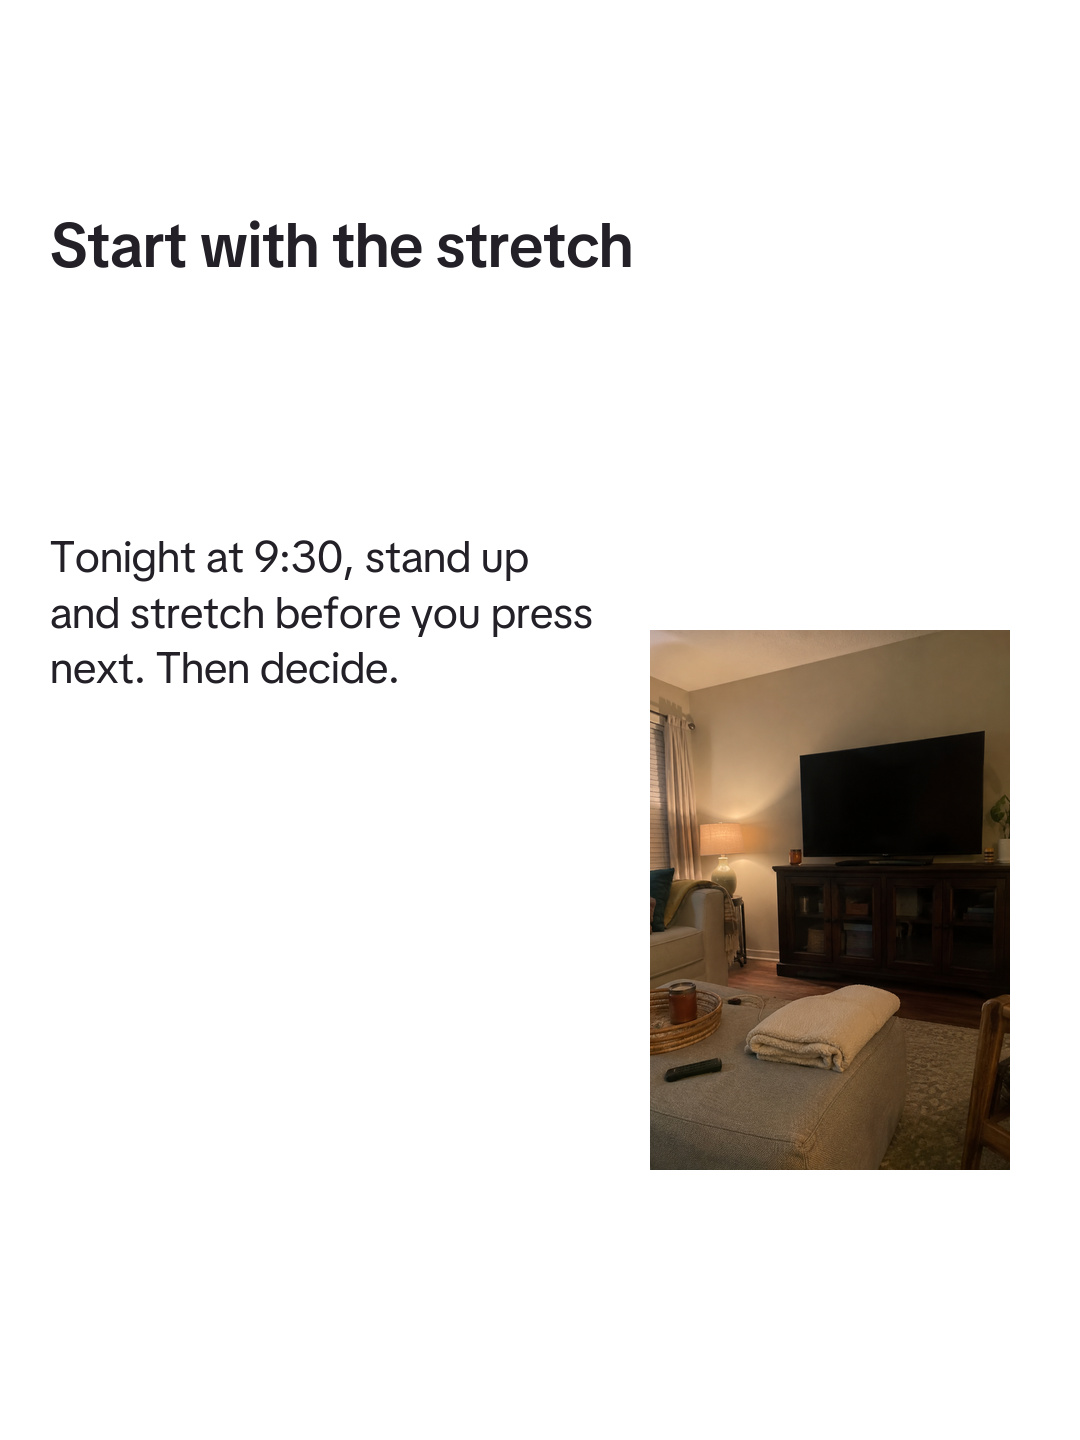 Start with the stretch
Tonight at 9:30, stand up
and stretch before you press
next. Then decide.